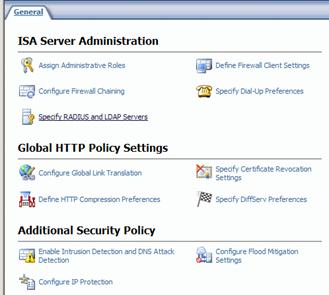 General
ISA Server Administration
Assign Administrative Roles
Define Firewall Client Settings
Configure Firewall Chaining
Specify Dial-Up Preferences
Specify RADIUS and LDAP Servers
Global HTTP Policy Settings
Configure Global Link Translation
Specify Certificate Revocation
Settings
Define HTTP Compression Preferences
Specify DiffServ Preferences
Additional Security Policy
Enable Intrusion Detection and DNS Attack
Detection
Configure Flood Mitigation
Settings
Configure IP Protection